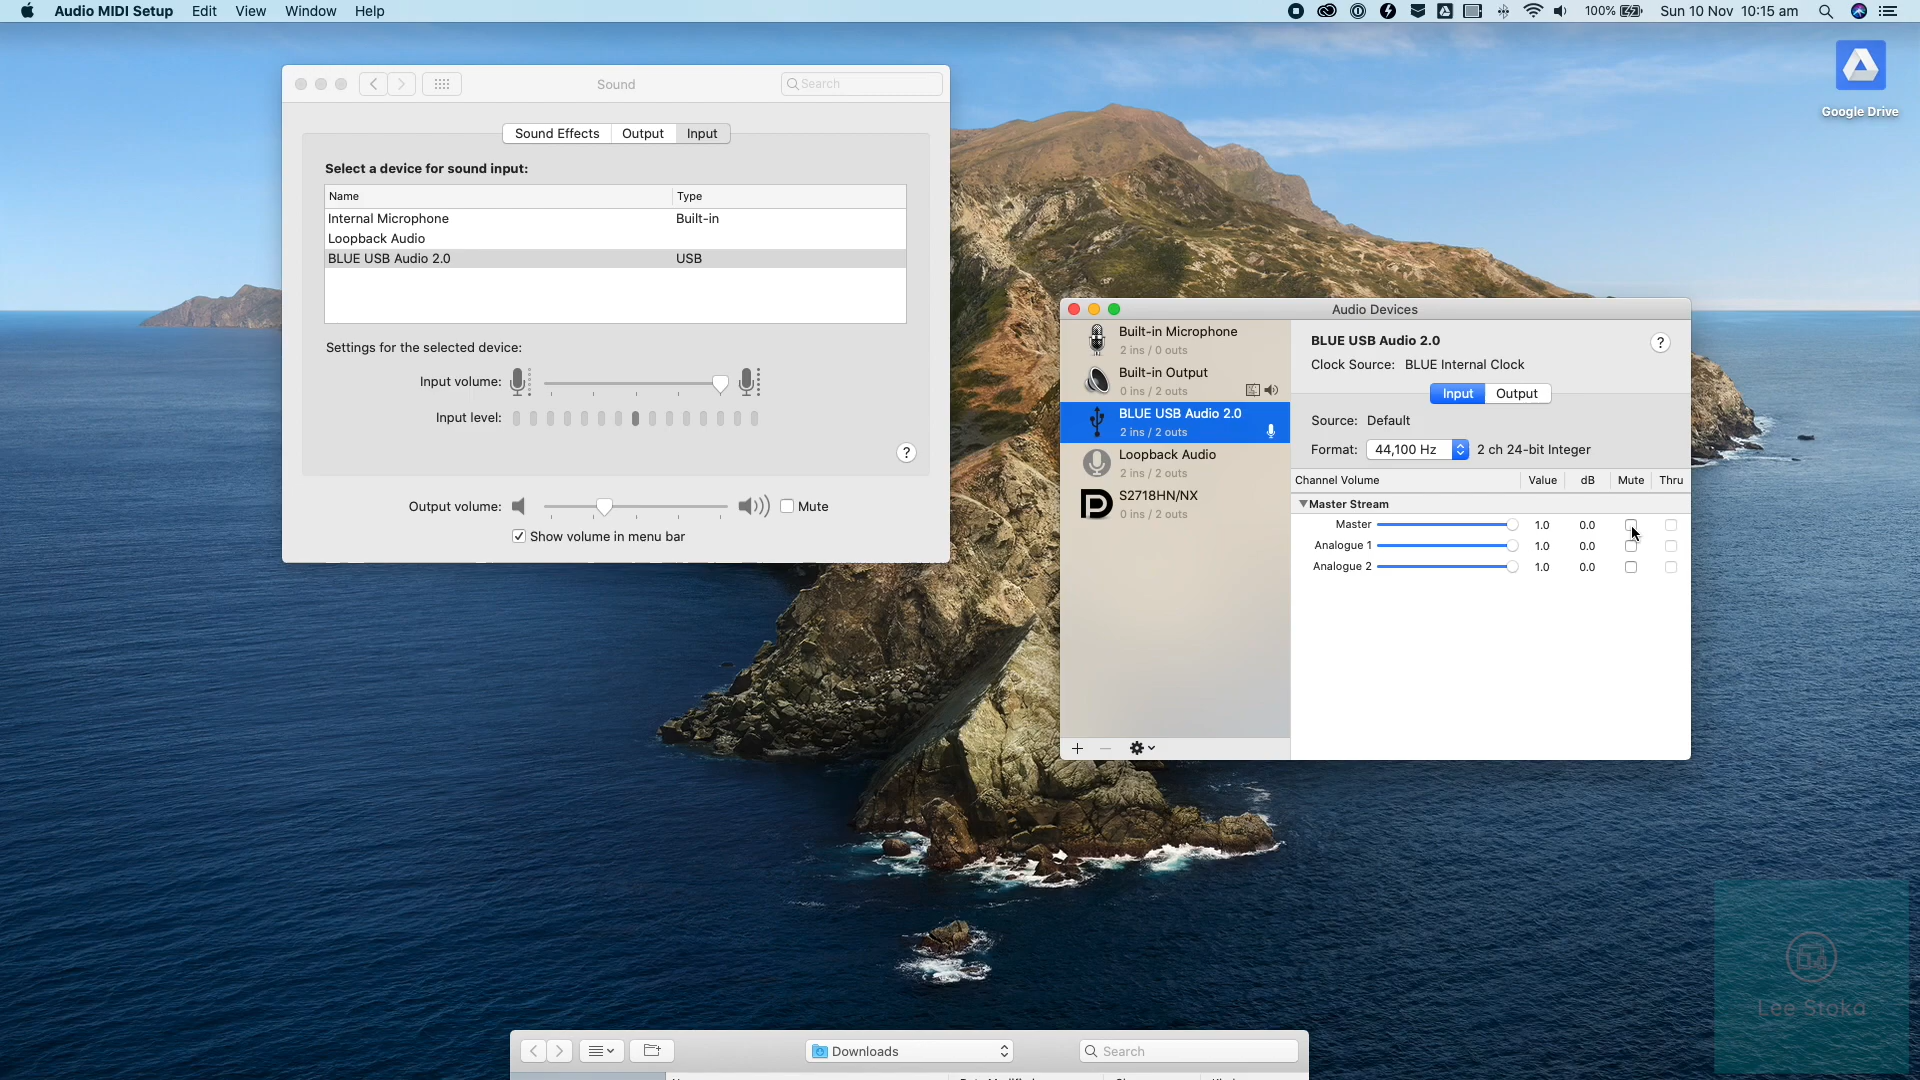 Audio MIDI Setup Edit View Window Help
100% Sun 10 Nov 10:15 am
Google Drive
Sound
Search
Sound Effects Output Input
Select a device for sound input:
Name Type
Internal Microphone Built-in
Loopback Audio
BLUE USB Audio 2.0 USB
Settings for the selected device:
Input volume:
Input level:
?
Output volume: Mute
Show volume in menu bar
Audio Devices
Built-in Microphone
2 ins / 0 outs
Built-in Output
0 ins / 2 outs
BLUE USB Audio 2.0
2 ins / 2 outs
Loopback Audio
2 ins / 2 outs
S2718HN/NX
0 ins / 2 outs
BLUE USB Audio 2.0
?
Clock Source: BLUE Internal Clock
Input Output
Source: Default
Format: 44,100 Hz 2 ch 24-bit Integer
Channel Volume Value dB Mute Thru
Master Stream
Master 1.0 0.0
Analogue 1 1.0 0.0
Analogue 2 1.0 0.0
Lee Stoka
Downloads
Search